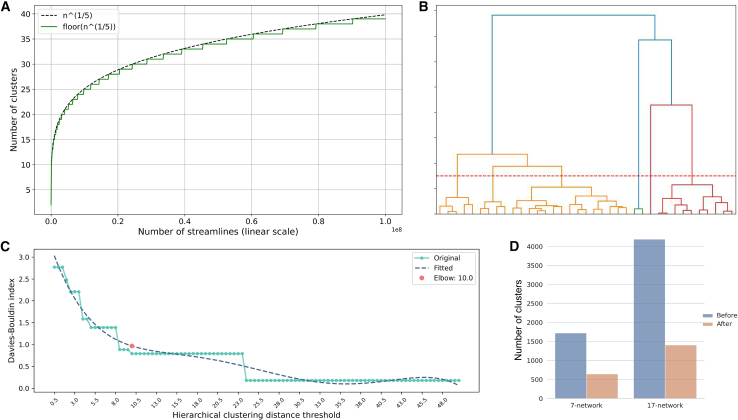 A
n^(1/5)
floor(n^(1/5))
Number of clusters
40
35
30
25
20
15
10
5
0.0 0.2 0.4 0.6 0.8 1.0
1e8
Number of streamlines (linear scale)
B
C
Original
Fitted
Elbow: 10.0
Davies-Bouldin index
3.0
2.5
2.0
1.5
1.0
0.5
0.0
0.5 3.0 5.5 8.0 10.5 13.0 15.5 18.0 20.5 23.0 25.5 28.0 30.5 33.0 35.5 38.0 40.5 43.0 45.5 48.0
Hierarchical clustering distance threshold
D
Number of clusters
4000
3500
3000
2500
2000
1500
1000
500
0
7-network 17-network
Before
After